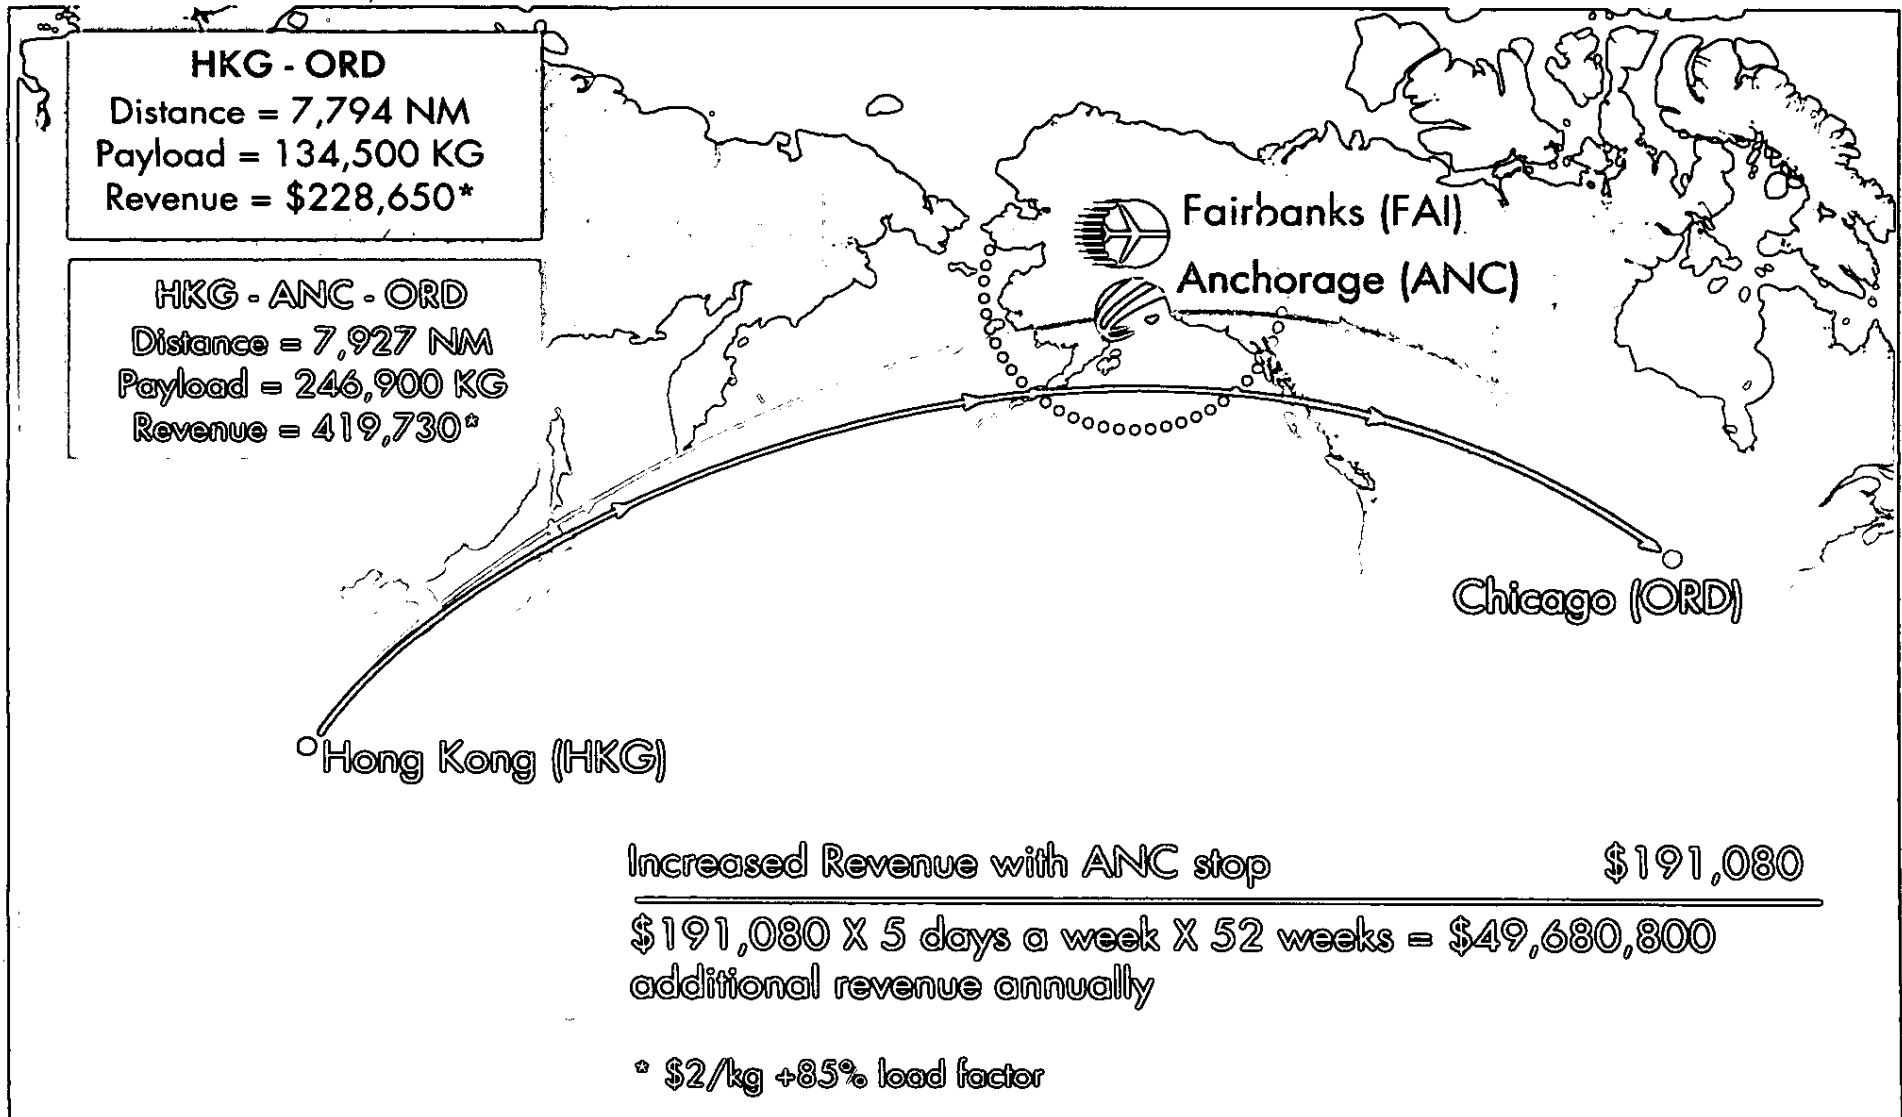 HKG - ORD
Distance = 7,794 NM
Payload = 134,500 KG
Revenue = $228,650*
HKG - ANC - ORD
Distance = 7,927 NM
Payload = 246,900 KG
Revenue = 419,730*
Fairbanks (FAI)
Anchorage (ANC)
Chicago (ORD)
Hong Kong (HKG)
Increased Revenue with ANC stop $191,080
$191,080 X 5 days a week X 52 weeks = $49,680,800
additional revenue annually
* $2/kg +85% load factor